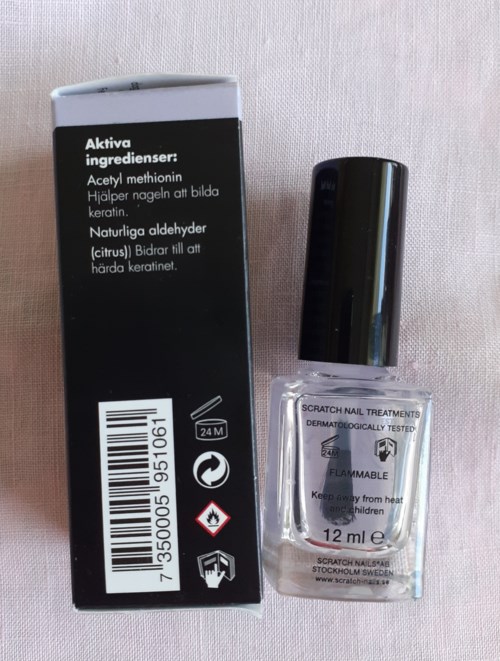 Aktiva
ingredienser:
Acetyl methionin
Hjälper nageln att bilda
keratin.
Naturliga aldehyder
(citrus)) Bidrar till att
härda keratinet.
24 M
7 350005 951061
SCRATCH NAIL TREATMENTS
DERMATOLOGICALLY TESTED
24M
FLAMMABLE
Keep away from heat
and children
12 ml e
SCRATCH NAILS AB
STOCKHOLM SWEDEN
www.scratchnails.se